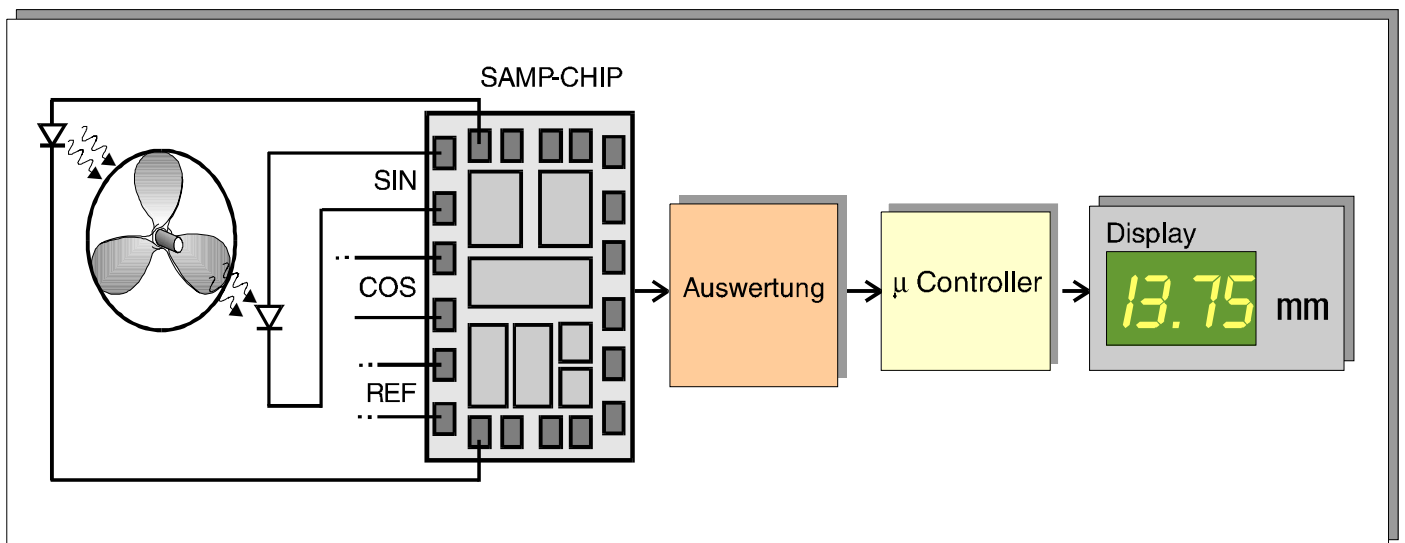 SAMP-CHIP
SIN
COS
REF
Auswertung
μ Controller
Display
13.75 mm